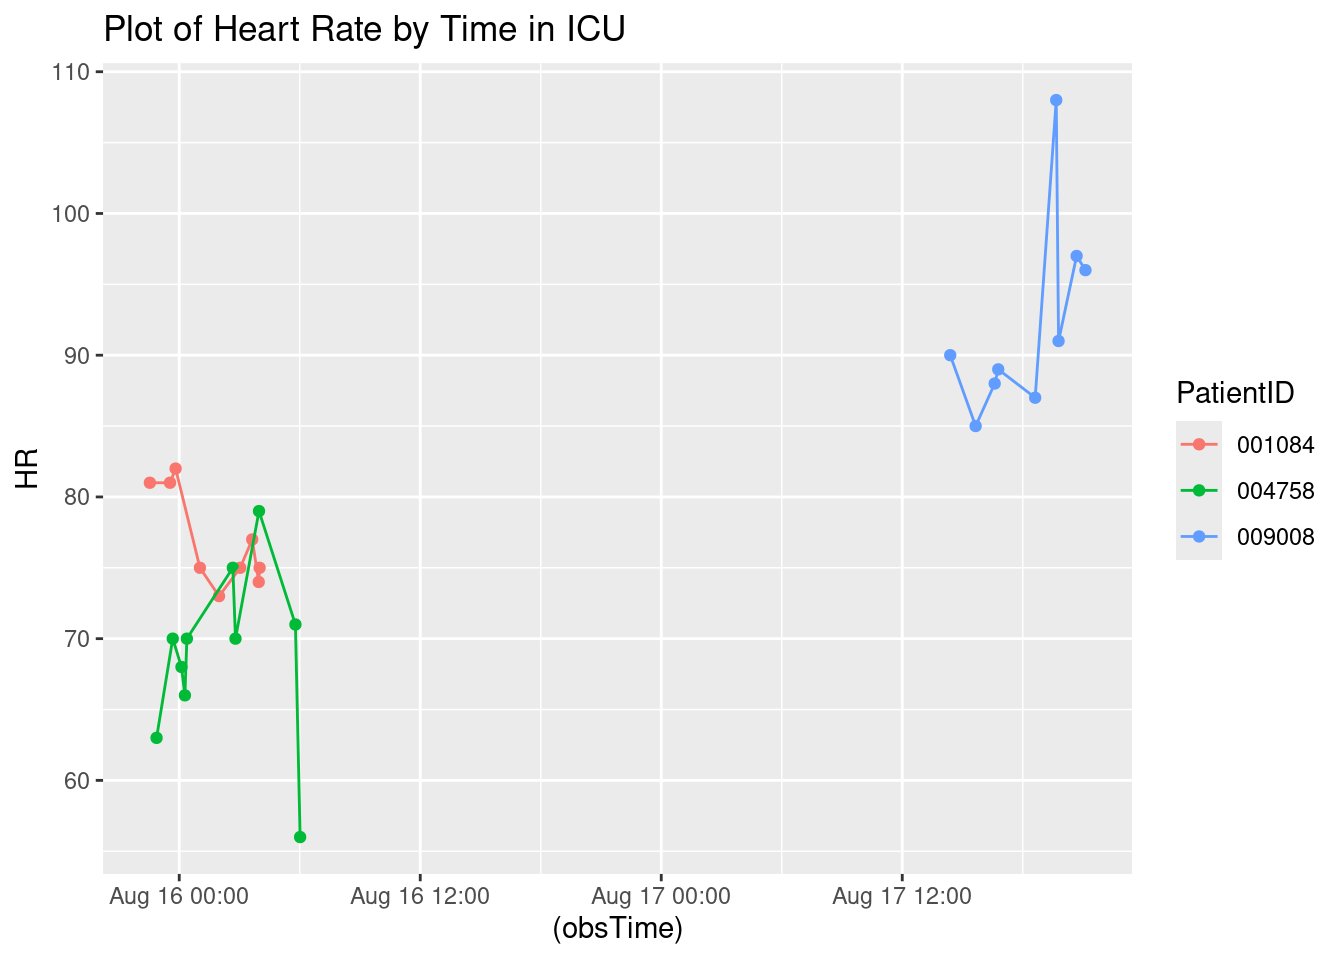 Plot of Heart Rate by Time in ICU
110
100
90
80
70
60
HR
Aug 16 00:00
Aug 16 12:00
Aug 17 00:00
Aug 17 12:00
(obsTime)
PatientID
001084
004758
009008